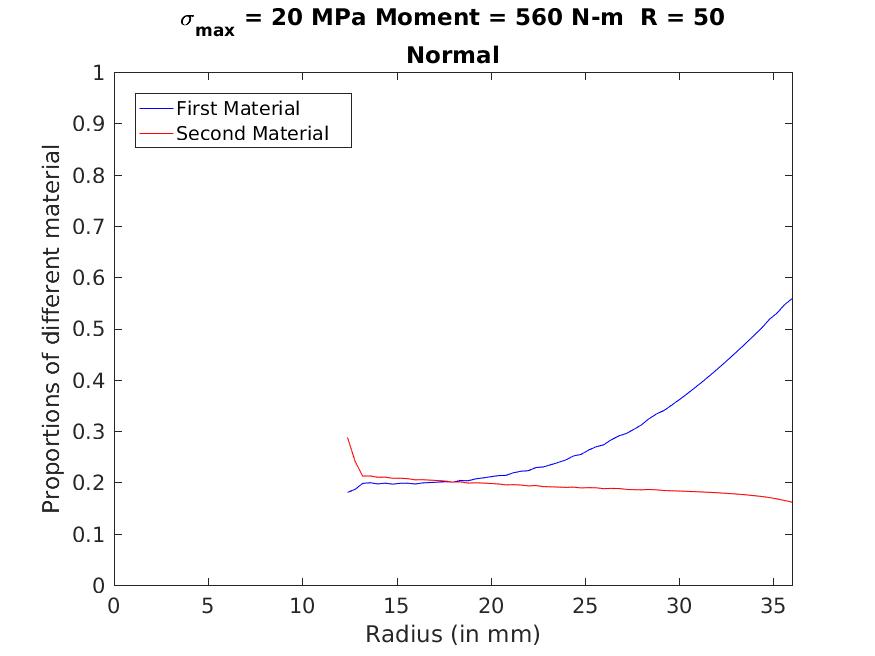 σmax = 20 MPa Moment = 560 N-m R = 50
Normal
1
0.9
0.8
0.7
0.6
0.5
0.4
0.3
0.2
0.1
0
First Material
Second Material
Proportions of different material
0 5 10 15 20 25 30 35
Radius (in mm)